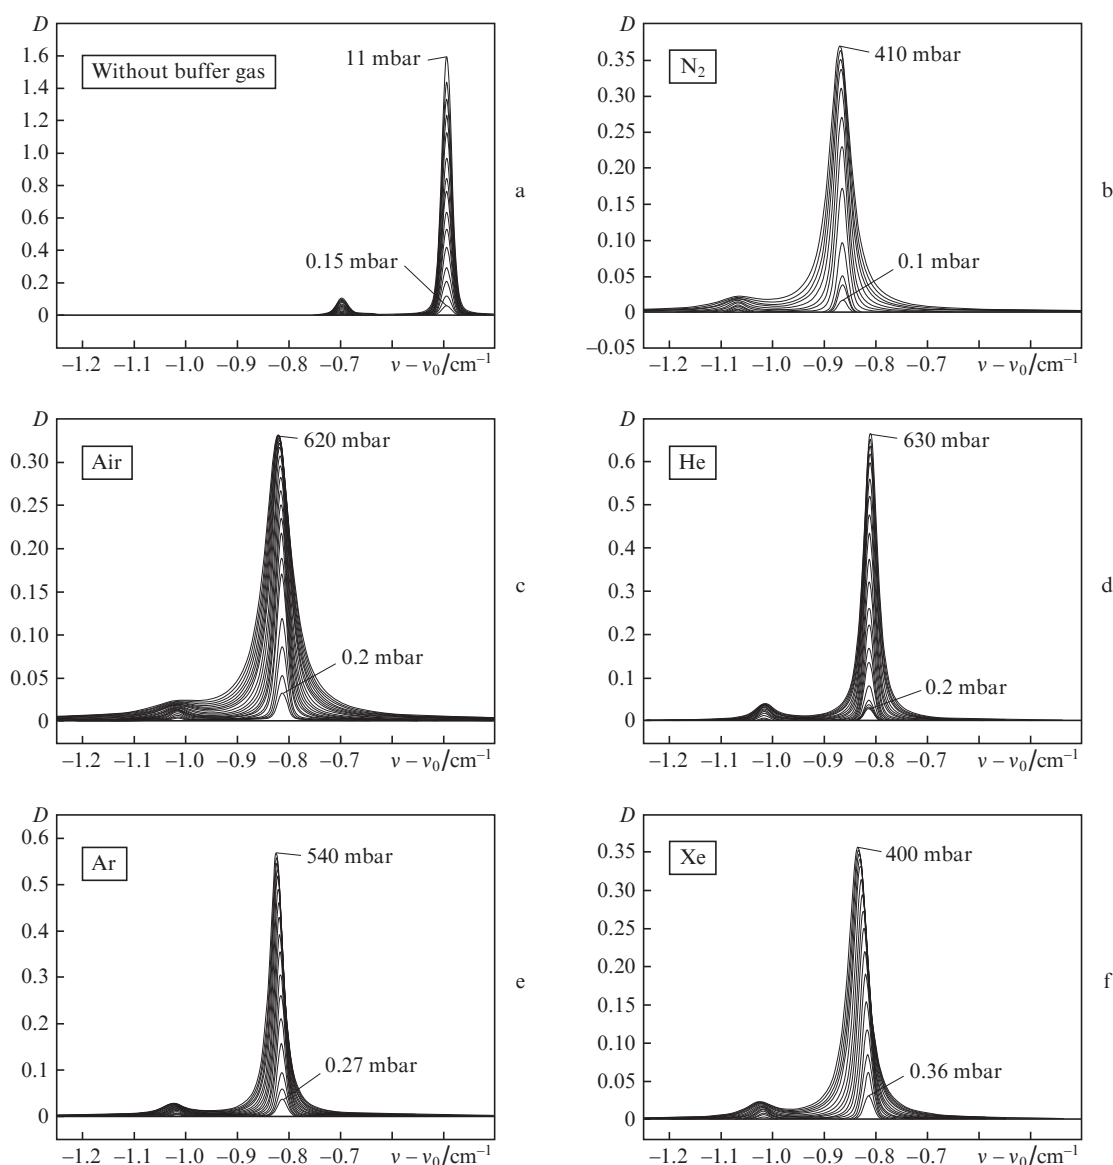 D
Without buffer gas
11 mbar
0.15 mbar
1.6
1.4
1.2
1.0
0.8
0.6
0.4
0.2
0
−1.2 −1.1 −1.0 −0.9 −0.8 −0.7 ν – ν0/cm−1
a
D
N2
410 mbar
0.1 mbar
0.35
0.30
0.25
0.20
0.15
0.10
0.05
0
−0.05
−1.2 −1.1 −1.0 −0.9 −0.8 −0.7 ν – ν0/cm−1
b
D
Air
620 mbar
0.2 mbar
0.30
0.25
0.20
0.15
0.10
0.05
0
−1.2 −1.1 −1.0 −0.9 −0.8 −0.7 ν – ν0/cm−1
c
D
He
630 mbar
0.2 mbar
0.6
0.5
0.4
0.3
0.2
0.1
0
−1.2 −1.1 −1.0 −0.9 −0.8 −0.7 ν – ν0/cm−1
d
D
Ar
540 mbar
0.27 mbar
0.6
0.5
0.4
0.3
0.2
0.1
0
−1.2 −1.1 −1.0 −0.9 −0.8 −0.7 ν – ν0/cm−1
e
D
Xe
400 mbar
0.36 mbar
0.35
0.30
0.25
0.20
0.15
0.10
0.05
0
−1.2 −1.1 −1.0 −0.9 −0.8 −0.7 ν – ν0/cm−1
f